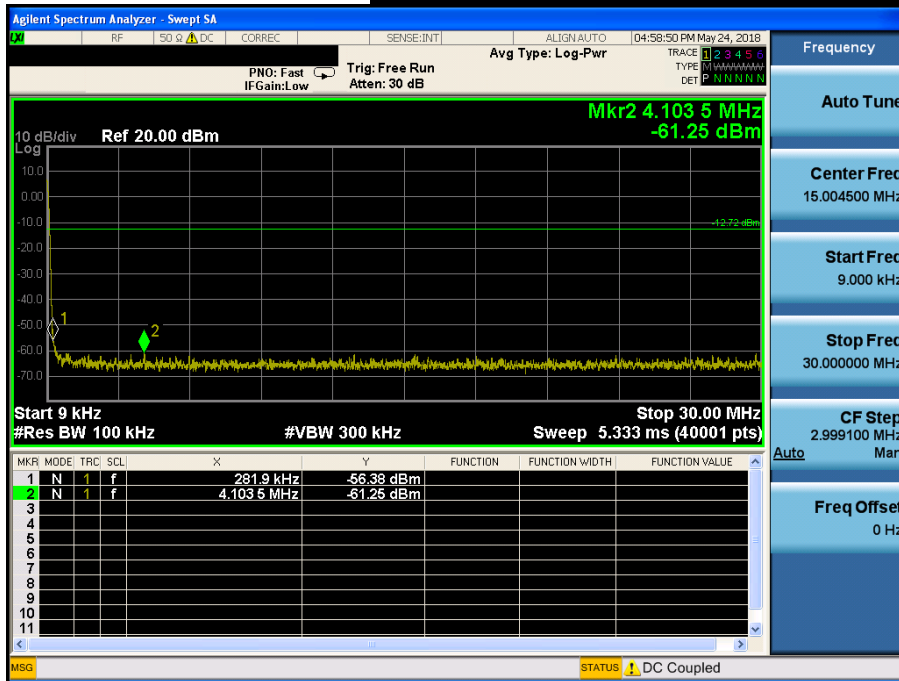 Agilent Spectrum Analyzer - Swept SA
LXI RF 50 Ω DC CORREC SENSE:INT ALIGN AUTO 04:58:50 PM May 24, 2018
Frequency
Avg Type: Log-Pwr
TRACE 1 2 3 4 5 6
PNO: Fast Trig: Free Run TYPE M WWWWW
IFGain:Low Atten: 30 dB DET P N N N N N
Auto Tune
Mkr2 4.103 5 MHz
-61.25 dBm
10 dB/div Ref 20.00 dBm
Log
10.0
0.00
-10.0
-12.72 dBm
-20.0
-30.0
-40.0
-50.0
-60.0
-70.0
1
2
Center Freq
15.004500 MHz
Start Freq
9.000 kHz
Stop Freq
30.000000 MHz
Start 9 kHz Stop 30.00 MHz
#Res BW 100 kHz #VBW 300 kHz Sweep 5.333 ms (40001 pts)
CF Step
2.999100 MHz
Auto Man
MKR MODE TRC SCL X Y FUNCTION FUNCTION WIDTH FUNCTION VALUE
1 N 1 f 281.9 kHz -56.38 dBm
2 N 1 f 4.103 5 MHz -61.25 dBm
3
4
5
6
7
8
9
10
11
Freq Offset
0 Hz
MSG STATUS DC Coupled